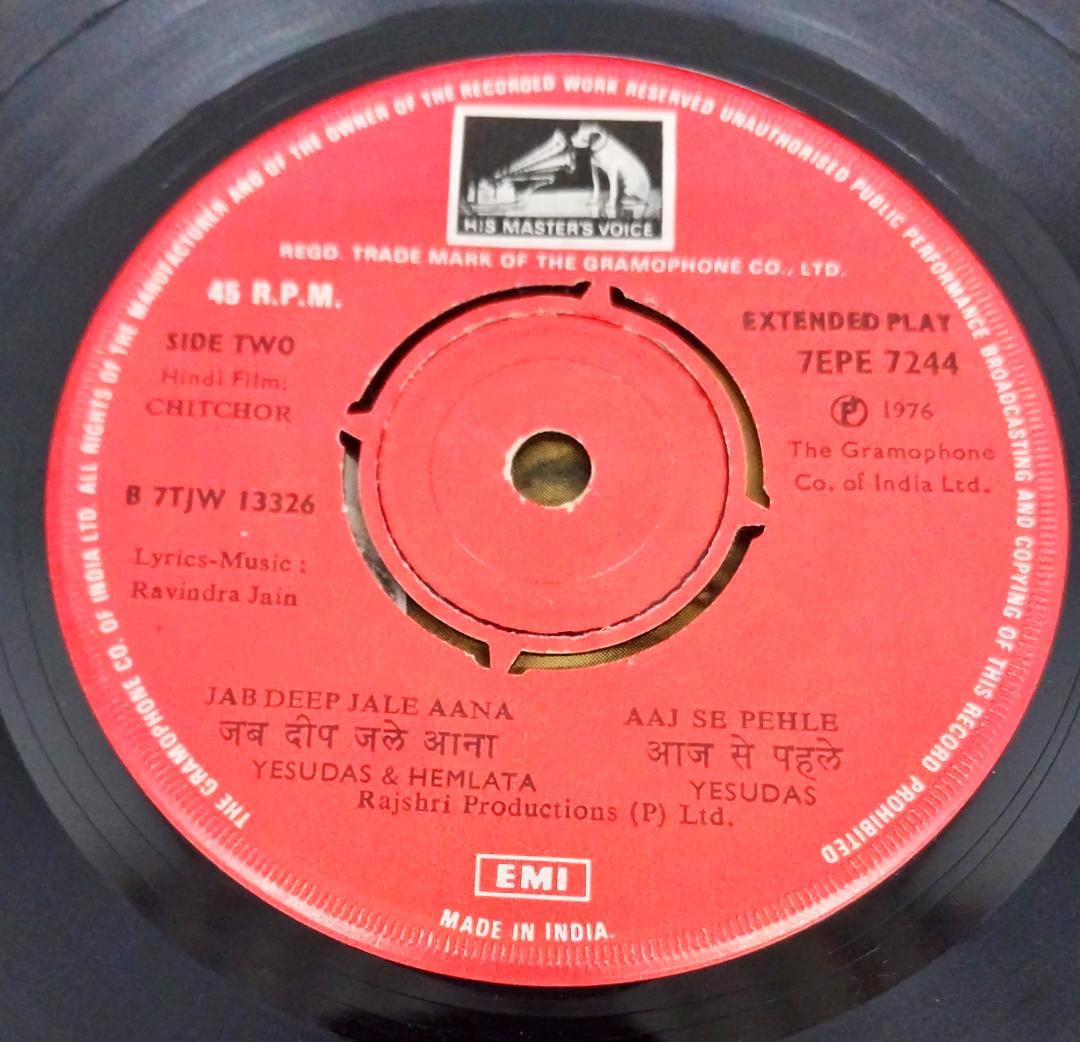 THE GRAMOPHONE CO. OF INDIA LTD. ALL RIGHTS OF THE MANUFACTURER AND OF THE OWNER OF THE RECORDED WORK RESERVED UNAUTHORISED PUBLIC PERFORMANCE BROADCASTING AND COPYING OF THIS RECORD PROHIBITED
HIS MASTER'S VOICE
REGD. TRADE MARK OF THE GRAMOPHONE CO., LTD.
45 R.P.M.
SIDE TWO
Hindi Film:
CHITCHOR
B 7TJW 13326
Lyrics-Music :
Ravindra Jain
EXTENDED PLAY
7EPE 7244
Ⓟ 1976
The Gramophone
Co. of India Ltd.
JAB DEEP JALE AANA
जब दीप जले आना
YESUDAS & HEMLATA
AAJ SE PEHLE
आज से पहले
YESUDAS
Rajshri Productions (P) Ltd.
EMI
MADE IN INDIA.